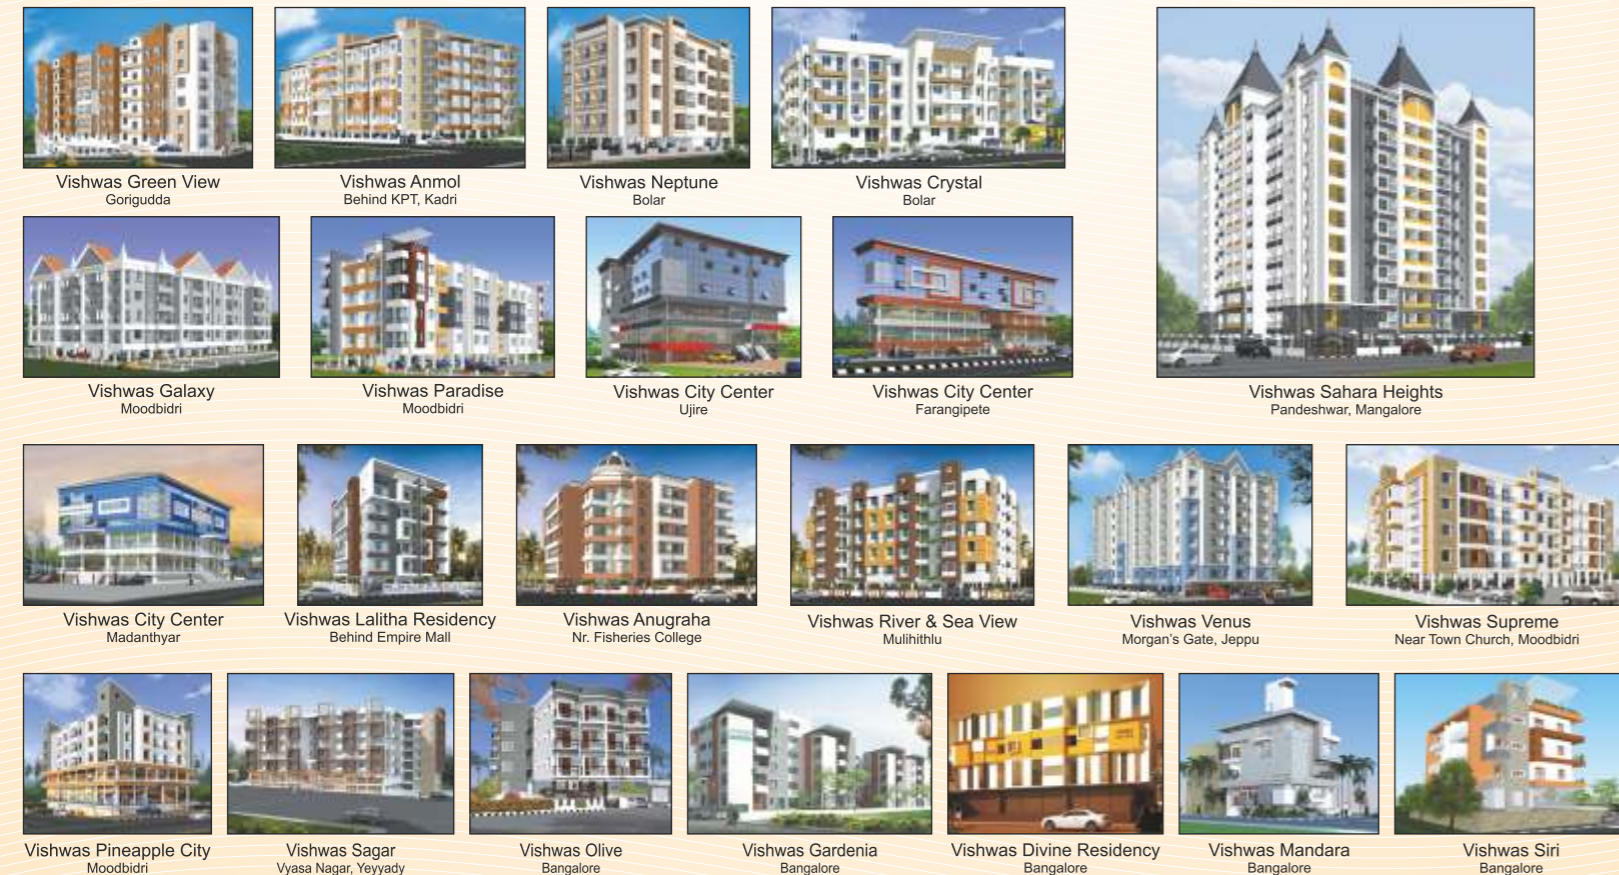 Vishwas Green View
Gorigudda
Vishwas Anmol
Behind KPT, Kadri
Vishwas Neptune
Bolar
Vishwas Crystal
Bolar
Vishwas Galaxy
Moodbidri
Vishwas Paradise
Moodbidri
Vishwas City Center
Ujire
Vishwas City Center
Farangipete
Vishwas Sahara Heights
Pandeshwar, Mangalore
Vishwas City Center
Madanthyar
Vishwas Lalitha Residency
Behind Empire Mall
Vishwas Anugraha
Nr. Fisheries College
Vishwas River & Sea View
Mulihithlu
Vishwas Venus
Morgan's Gate, Jeppu
Vishwas Supreme
Near Town Church, Moodbidri
Vishwas Pineapple City
Moodbidri
Vishwas Sagar
Vyasa Nagar, Yeyyady
Vishwas Olive
Bangalore
Vishwas Gardenia
Bangalore
Vishwas Divine Residency
Bangalore
Vishwas Mandara
Bangalore
Vishwas Siri
Bangalore